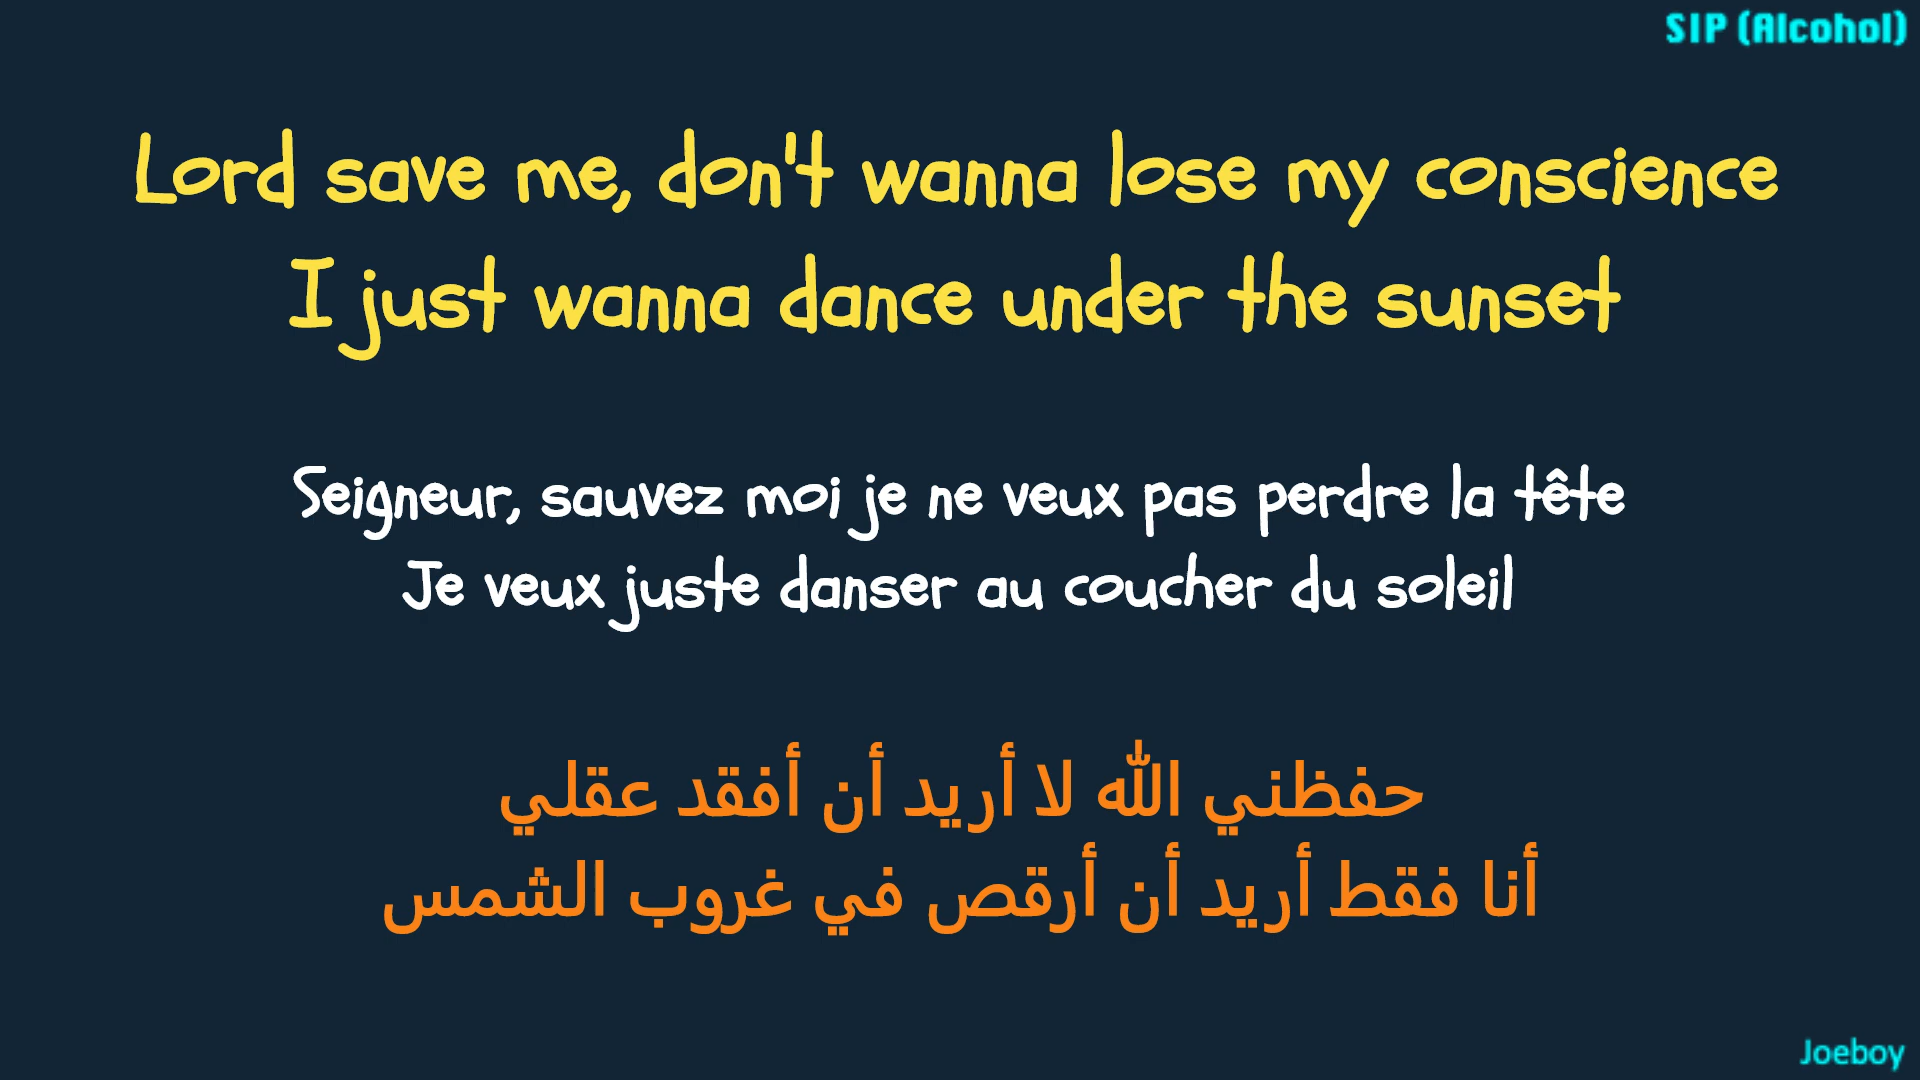 SIP (Alcohol)
Lord save me, don't wanna lose my conscience
I just wanna dance under the sunset
Seigneur, sauvez moi je ne veux pas perdre la tête
Je veux juste danser au coucher du soleil
حفظني الله لا أريد أن أفقد عقلي
أنا فقط أريد أن أرقص في غروب الشمس
Joeboy